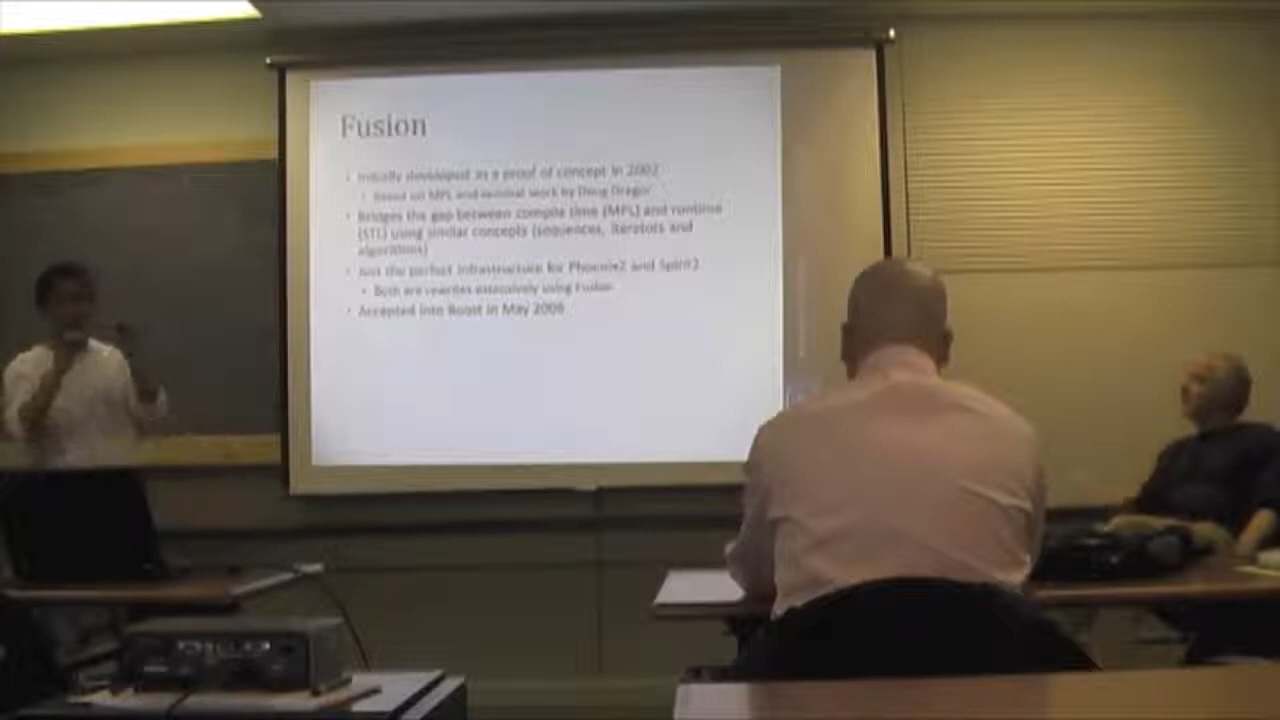 Fusion
Initially developed as a proof of concept in 2002
Based on MPL and seminal work by Doug Gregor
Bridges the gap between compile time (MPL) and runtime
(STL) using similar concepts (sequences, iterators and
algorithms)
Just the perfect infrastructure for Phoenix2 and Spirit2
Both are rewrites extensively using Fusion
Accepted into Boost in May 2006